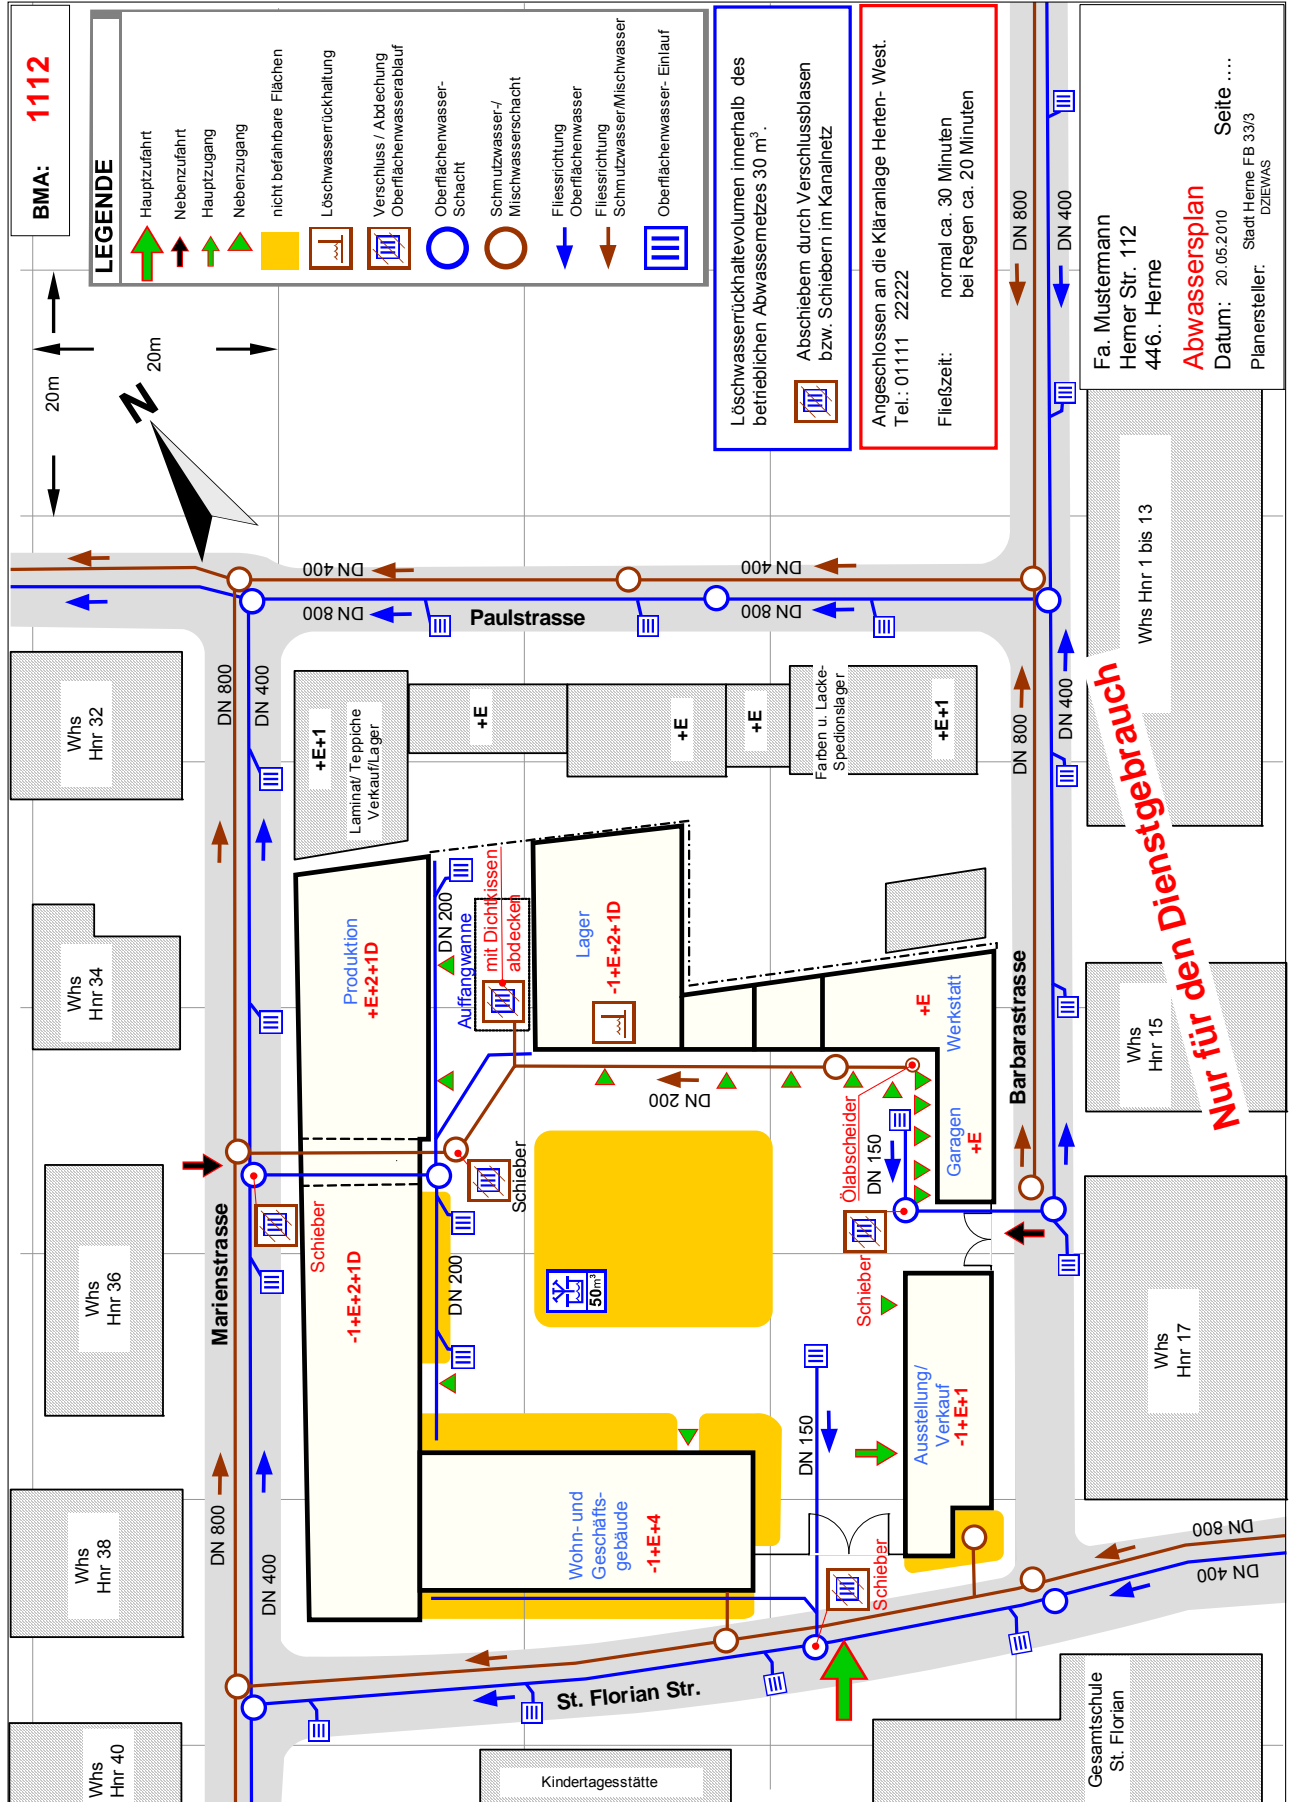 BMA: 1112
LEGENDE
Hauptzufahrt
Nebenzufahrt
Hauptzugang
Nebenzugang
nicht befahrbare Flächen
Löschwasserrückhaltung
Verschluss / Abdechung
Oberflächenwasserablauf
Oberflächenwasser-
Schacht
Schmutzwasser-/
Mischwasserschacht
Fliessrichtung
Oberflächenwasser
Fliessrichtung
Schmutzwasser/Mischwasser
Oberflächenwasser- Einlauf
20m
20m
N
Löschwasserrückhaltevolumen innerhalb des
betrieblichen Abwassernetzes 30 m³.
Abschieben durch Verschlussblasen
bzw. Schiebern im Kanalnetz
Angeschlossen an die Kläranlage Herten- West.
Tel.: 01111 22222
Fließzeit: normal ca. 30 Minuten
bei Regen ca. 20 Minuten
Fa. Mustermann
Herner Str. 112
446.. Herne
Abwassersplan
Datum: 20.05.2010 Seite ....
Planersteller: Stadt Herne FB 33/3
DZIEWAS
DN 800
DN 400
DN 400
DN 400
DN 800
DN 800
Paulstrasse
Whs
Hnr 32
DN 800
DN 400
+E+1
Laminat/ Teppiche
Verkauf/Lager
+E
+E
+E
Farben u. Lacke-
Spedionslager
+E+1
DN 800
DN 400
Whs Hnr 1 bis 13
Nur für den Dienstgebrauch
Whs
Hnr 34
Produktion
+E+2+1D
DN 200
Auffangwanne
mit Dichtkissen
abdecken
Lager
-1+E+2+1D
+E
Werkstatt
Barbarastrasse
Whs
Hnr 15
DN 200
Ölabscheider
DN 150
Garagen
+E
Schieber
Schieber
Schieber
Whs
Hnr 36
Marienstrasse
-1+E+2+1D
DN 200
50m³
Whs
Hnr 17
DN 150
Ausstellung/
Verkauf
-1+E+1
Wohn- und
Geschäfts-
gebäude
-1+E+4
Schieber
Whs
Hnr 38
DN 800
DN 400
DN 800
DN 400
St. Florian Str.
Whs
Hnr 40
Kindertagesstätte
Gesamtschule
St. Florian